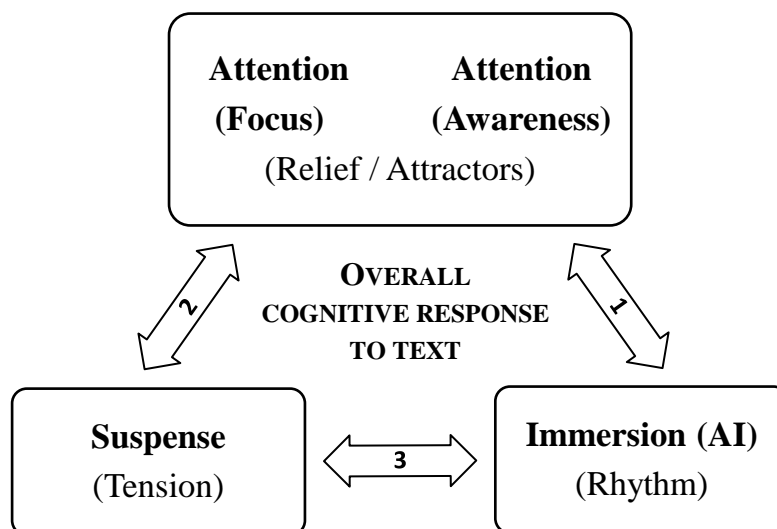 Attention Attention
(Focus) (Awareness)
(Relief / Attractors)
2
OVERALL
COGNITIVE RESPONSE
TO TEXT
1
Suspense
(Tension)
3
Immersion (AI)
(Rhythm)